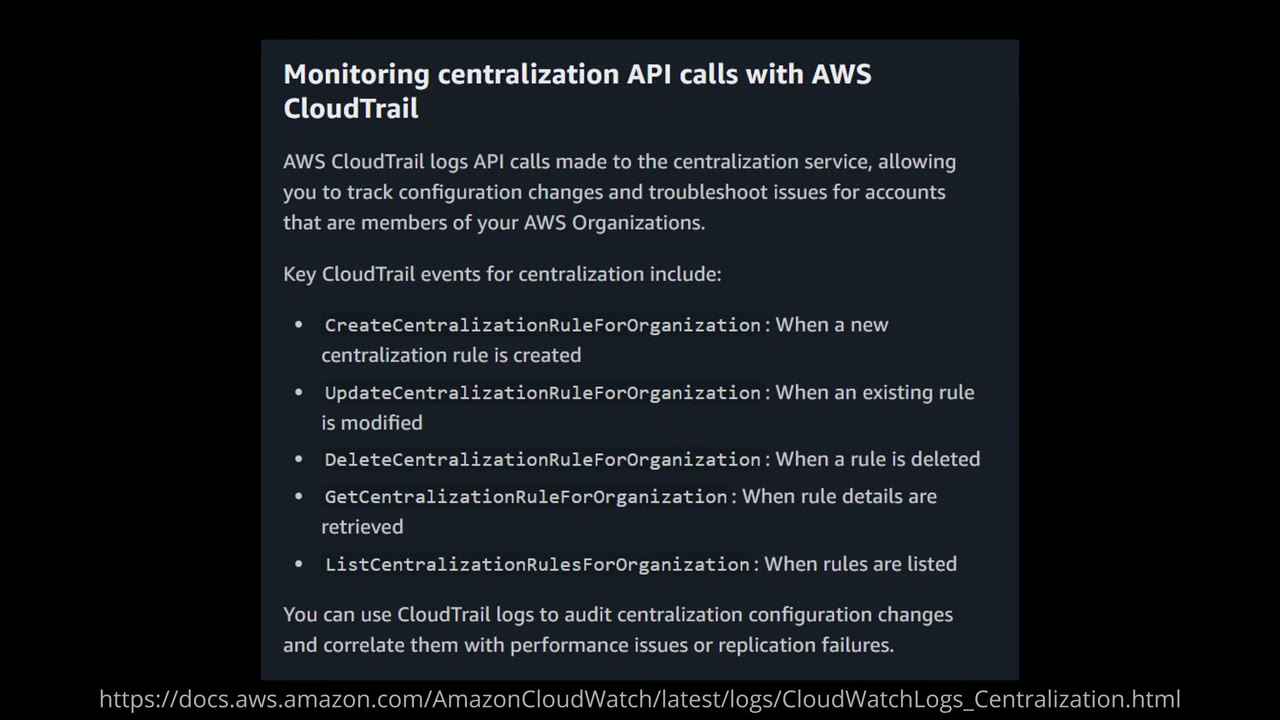 Monitoring centralization API calls with AWS
CloudTrail
AWS CloudTrail logs API calls made to the centralization service, allowing
you to track configuration changes and troubleshoot issues for accounts
that are members of your AWS Organizations.
Key CloudTrail events for centralization include:
• CreateCentralizationRuleForOrganization: When a new
centralization rule is created
• UpdateCentralizationRuleForOrganization: When an existing rule
is modified
• DeleteCentralizationRuleForOrganization: When a rule is deleted
• GetCentralizationRuleForOrganization: When rule details are
retrieved
• ListCentralizationRulesForOrganization: When rules are listed
You can use CloudTrail logs to audit centralization configuration changes
and correlate them with performance issues or replication failures.
https://docs.aws.amazon.com/AmazonCloudWatch/latest/logs/CloudWatchLogs_Centralization.html